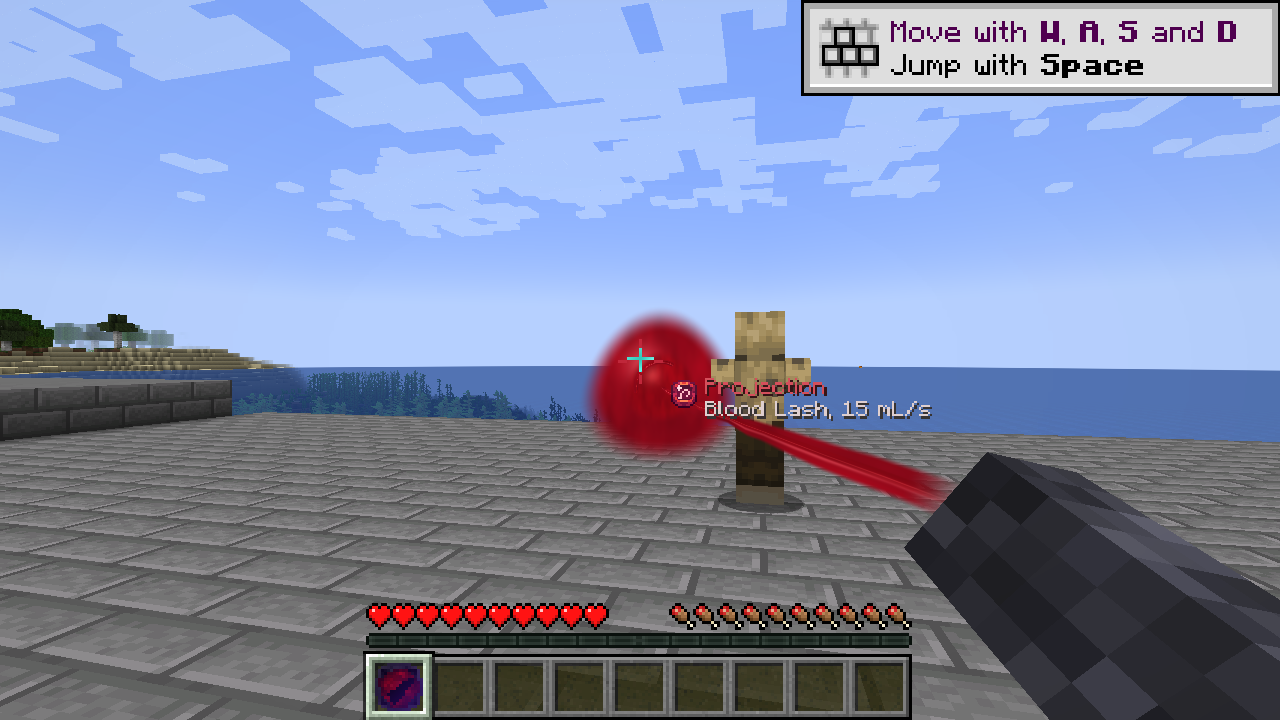 Move with W, A, S and D
Jump with Space
Projection
Blood Lash, 15 mL/s